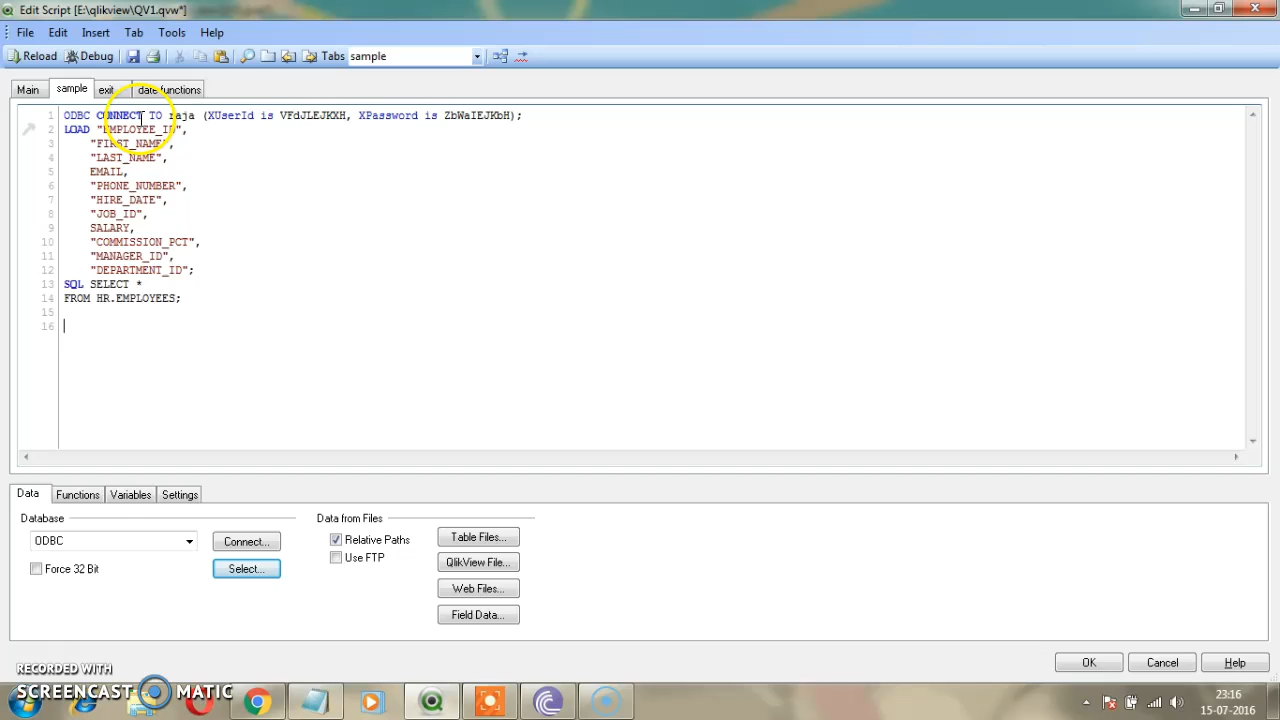 Edit Script [E:\qlikview\QV1.qvw*]
File Edit Insert Tab Tools Help
Reload Debug Tabs sample
Main sample exit date functions
1 ODBC CONNECT TO raja (XUserId is VFdJLEJKXH, XPassword is ZbWaIEJKbH);
2 LOAD "EMPLOYEE_ID",
3 "FIRST_NAME",
4 "LAST_NAME",
5 EMAIL,
6 "PHONE_NUMBER",
7 "HIRE_DATE",
8 "JOB_ID",
9 SALARY,
10 "COMMISSION_PCT",
11 "MANAGER_ID",
12 "DEPARTMENT_ID";
13 SQL SELECT *
14 FROM HR.EMPLOYEES;
15
16
Data Functions Variables Settings
Database Data from Files
ODBC Connect... Relative Paths Table Files...
Force 32 Bit Select... Use FTP QlikView File...
Web Files...
Field Data...
OK Cancel Help
RECORDED WITH
SCREENCAST MATIC
23:16
15-07-2016